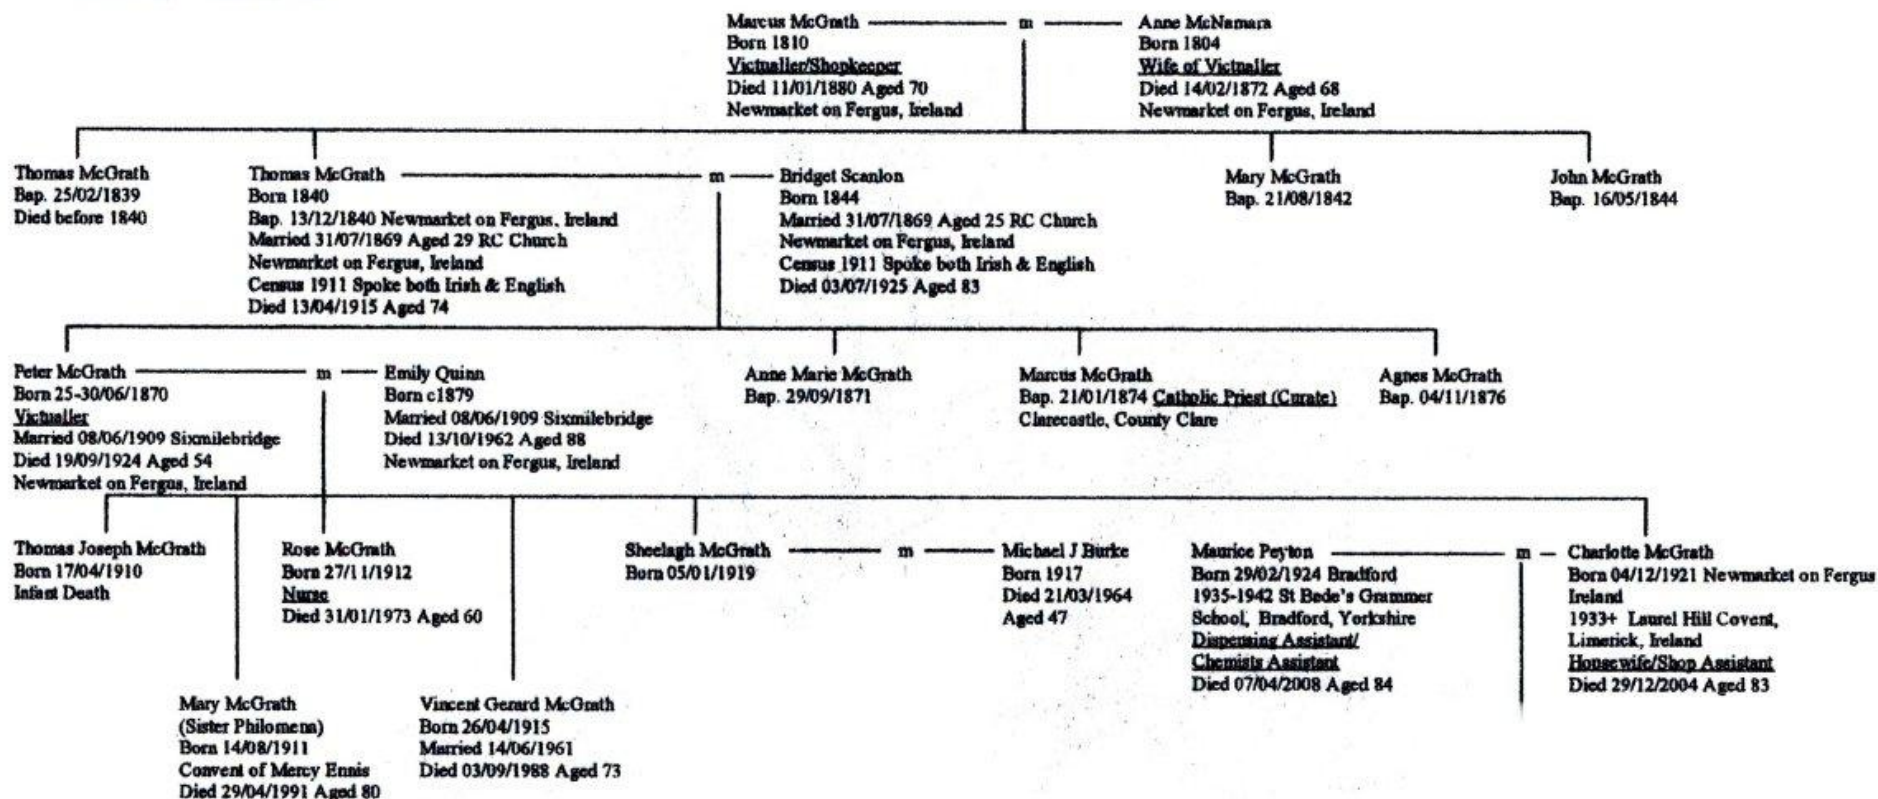 Marcus McGrath
Born 1810
Victualler/Shopkeeper
Died 11/01/1880 Aged 70
Newmarket on Fergus, Ireland
m
Anne McNamara
Born 1804
Wife of Victualler
Died 14/02/1872 Aged 68
Newmarket on Fergus, Ireland
Thomas McGrath
Bap. 25/02/1839
Died before 1840
Thomas McGrath
Born 1840
Bap. 13/12/1840 Newmarket on Fergus, Ireland
Married 31/07/1869 Aged 29 RC Church
Newmarket on Fergus, Ireland
Census 1911 Spoke both Irish & English
Died 13/04/1915 Aged 74
m
Bridget Scanlon
Born 1844
Married 31/07/1869 Aged 25 RC Church
Newmarket on Fergus, Ireland
Census 1911 Spoke both Irish & English
Died 03/07/1925 Aged 83
Mary McGrath
Bap. 21/08/1842
John McGrath
Bap. 16/05/1844
Peter McGrath
Born 25-30/06/1870
Victualler
Married 08/06/1909 Sixmilebridge
Died 19/09/1924 Aged 54
Newmarket on Fergus, Ireland
m
Emily Quinn
Born c1879
Married 08/06/1909 Sixmilebridge
Died 13/10/1962 Aged 88
Newmarket on Fergus, Ireland
Anne Marie McGrath
Bap. 29/09/1871
Marcus McGrath
Bap. 21/01/1874 Catholic Priest (Curate)
Clarecastle, County Clare
Agnes McGrath
Bap. 04/11/1876
Thomas Joseph McGrath
Born 17/04/1910
Infant Death
Rose McGrath
Born 27/11/1912
Nurse
Died 31/01/1973 Aged 60
Sheelagh McGrath
Born 05/01/1919
m
Michael J Burke
Born 1917
Died 21/03/1964
Aged 47
Maurice Peyton
Born 29/02/1924 Bradford
1935-1942 St Bede's Grammer
School, Bradford, Yorkshire
Dispensing Assistant/
Chemists Assistant
Died 07/04/2008 Aged 84
m
Charlotte McGrath
Born 04/12/1921 Newmarket on Fergus
Ireland
1933+ Laurel Hill Covent,
Limerick, Ireland
Housewife/Shop Assistant
Died 29/12/2004 Aged 83
Mary McGrath
(Sister Philomena)
Born 14/08/1911
Convent of Mercy Ennis
Died 29/04/1991 Aged 80
Vincent Gerard McGrath
Born 26/04/1915
Married 14/06/1961
Died 03/09/1988 Aged 73